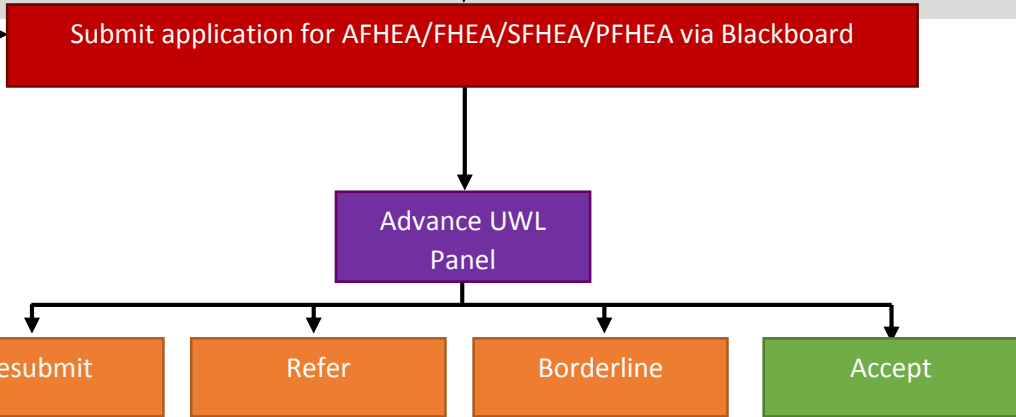 Submit application for AFHEA/FHEA/SFHEA/PFHEA via Blackboard
Advance UWL
Panel
esubmit
Refer
Borderline
Accept